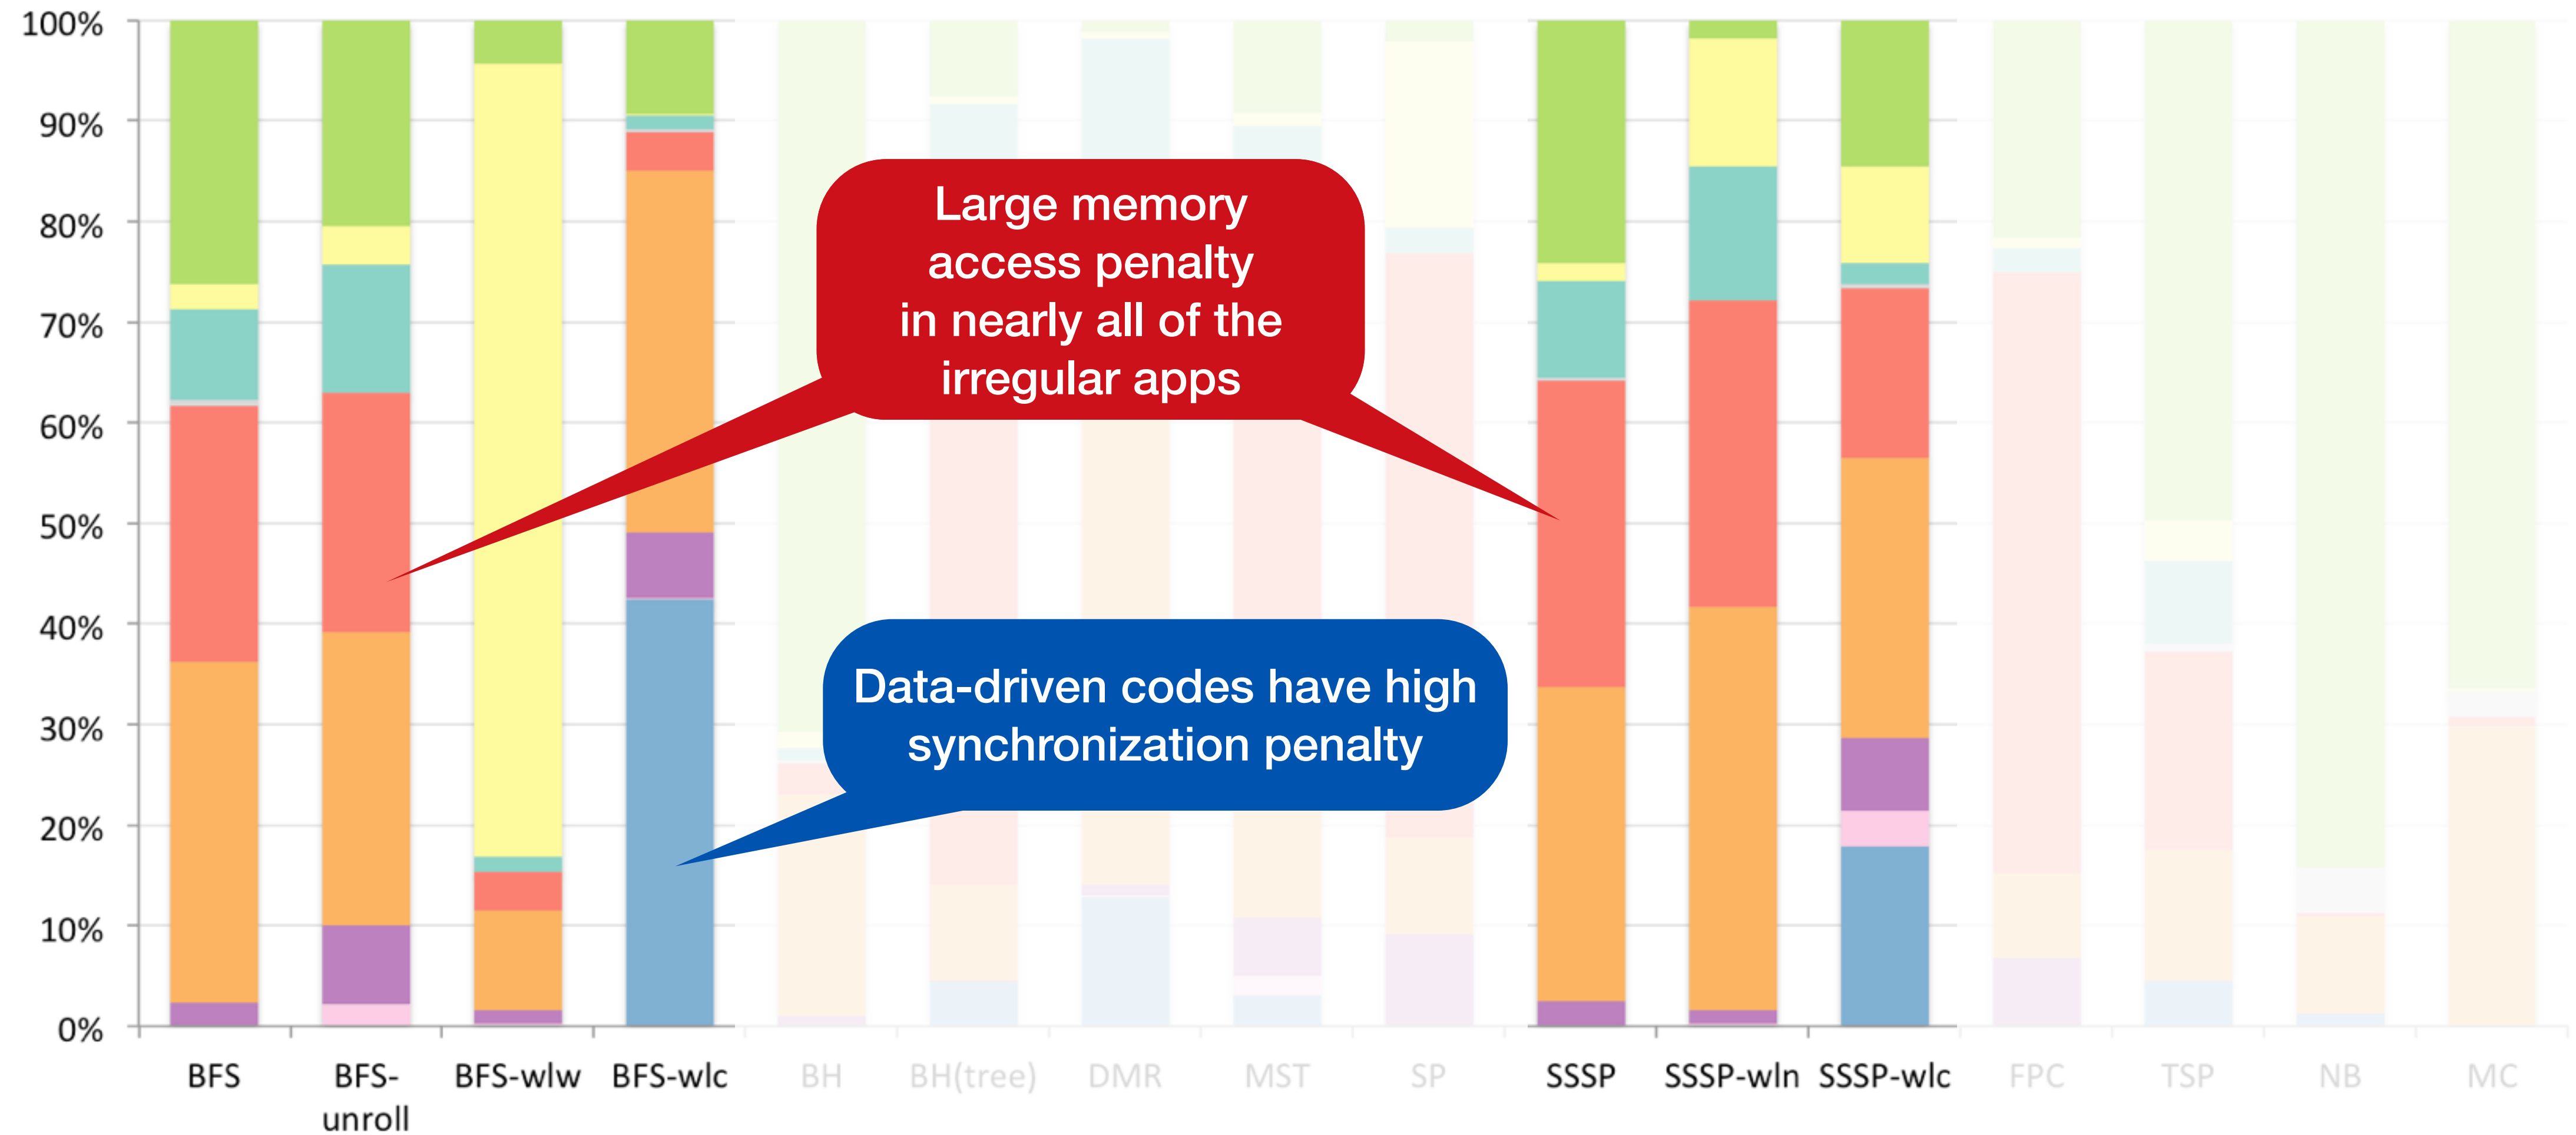 100%
90%
80%
70%
60%
50%
40%
30%
20%
10%
0%
Large memory
access penalty
in nearly all of the
irregular apps
Data-driven codes have high
synchronization penalty
BFS
BFS-
unroll
BFS-wlw
BFS-wlc
BH
BH(tree)
DMR
MST
SP
SSSP
SSSP-wln
SSSP-wlc
FPC
TSP
NB
MC